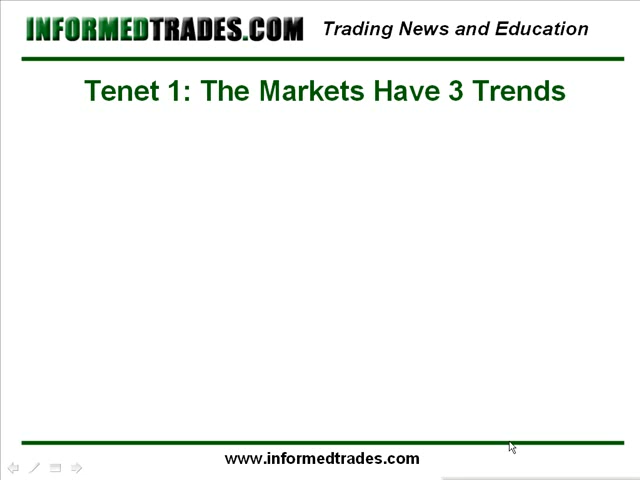 INFORMEDTRADES.COM Trading News and Education
Tenet 1: The Markets Have 3 Trends
www.informedtrades.com